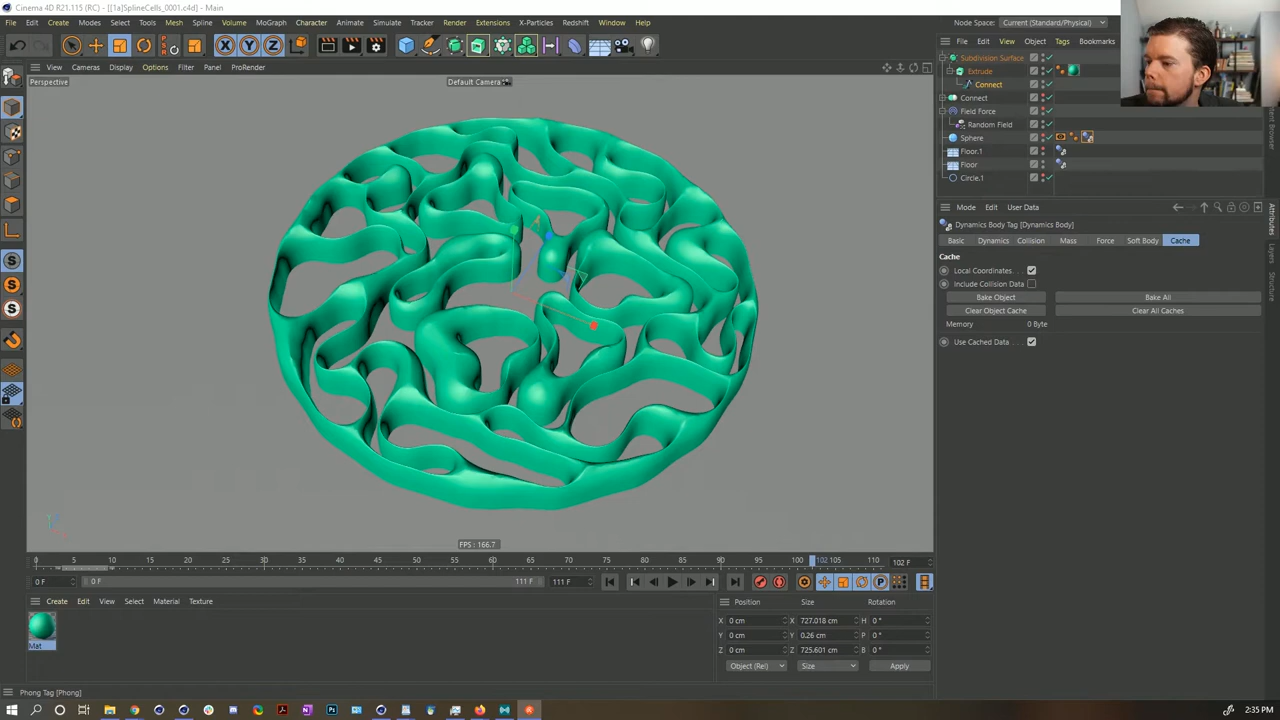 Cinema 4D R21.115 (RC) - [[1a]SplineCells_0001.c4d] - Main
File Edit Create Modes Select Tools Mesh Spline Volume MoGraph Character Animate Simulate Tracker Render Extensions X-Particles Redshift Window Help
Node Space: Current (Standard/Physical)
X Y Z
File Edit View Object Tags Bookmarks
View Cameras Display Options Filter Panel ProRender
Perspective
Default Camera
Subdivision Surface
Extrude
Connect
Connect
Field Force
Random Field
Sphere
Floor.1
Floor
Circle.1
Content Browser
Mode Edit User Data
Dynamics Body Tag [Dynamics Body]
Basic Dynamics Collision Mass Force Soft Body Cache
Cache
Local Coordinates
Include Collision Data
Bake Object Bake All
Clear Object Cache Clear All Caches
Memory 0 Byte
Use Cached Data
Attributes
Layers
Structure
FPS : 166.7
0 5 10 15 20 25 30 35 40 45 50 55 60 65 70 75 80 85 90 95 100 102 105 110 102 F
0 F 0 F 111 F 111 F
Create Edit View Select Material Texture
Mat
Position Size Rotation
X 0 cm X 727.018 cm H 0 °
Y 0 cm Y 0.26 cm P 0 °
Z 0 cm Z 725.601 cm B 0 °
Object (Rel) Size Apply
Phong Tag [Phong]
2:35 PM